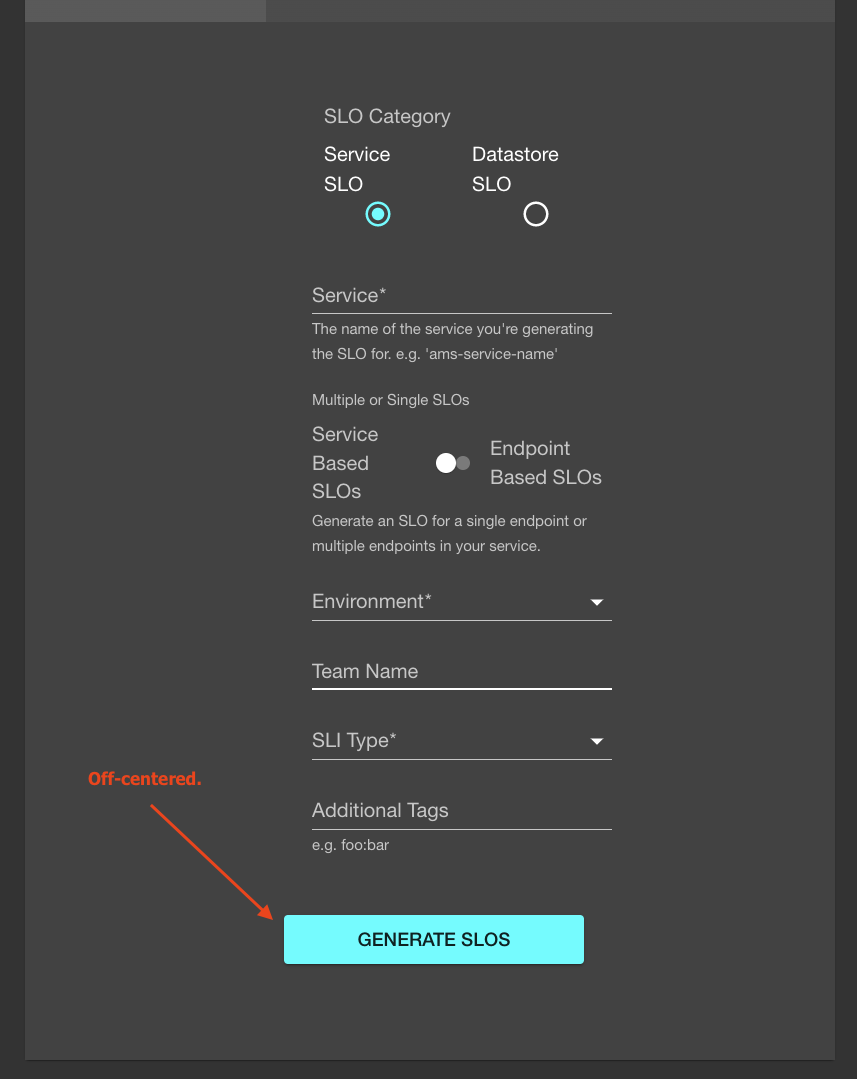 SLO Category
Service
SLO
Datastore
SLO
Service*
The name of the service you're generating
the SLO for. e.g. 'ams-service-name'
Multiple or Single SLOs
Service
Based
SLOs
Endpoint
Based SLOs
Generate an SLO for a single endpoint or
multiple endpoints in your service.
Environment*
Team Name
SLI Type*
Off-centered.
Additional Tags
e.g. foo:bar
GENERATE SLOS